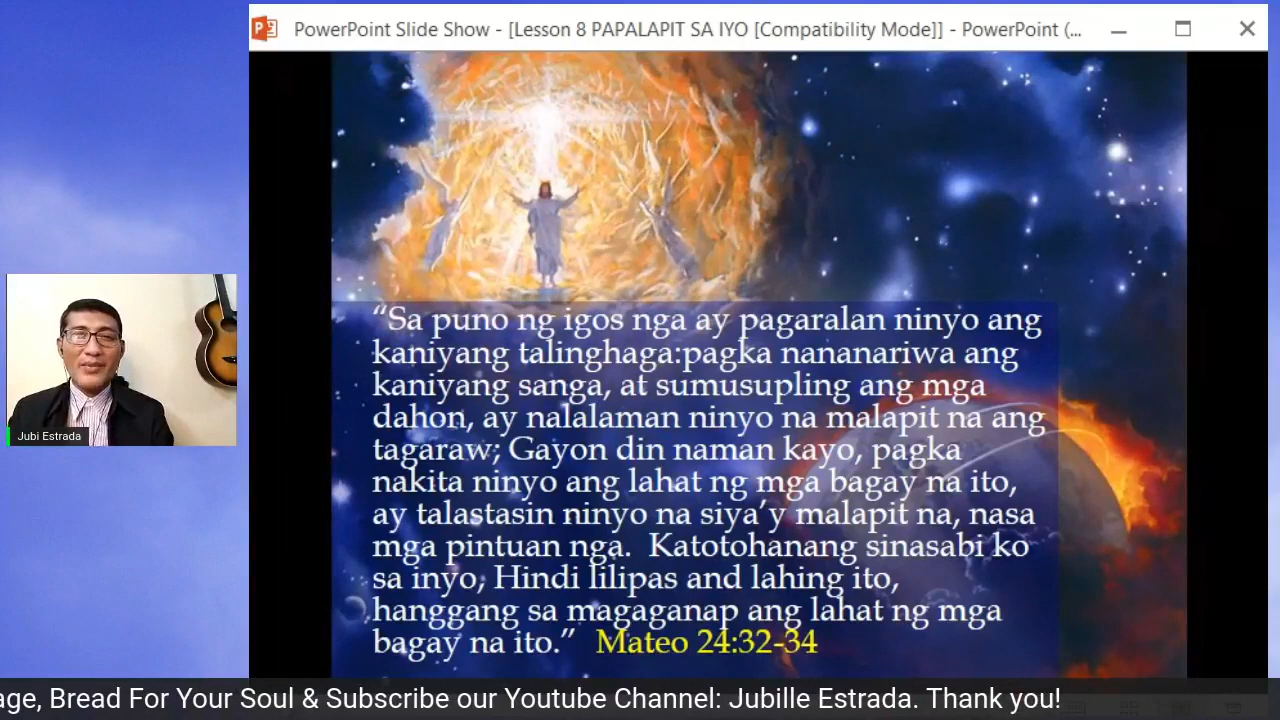 PowerPoint Slide Show - [Lesson 8 PAPALAPIT SA IYO [Compatibility Mode]] - PowerPoint (...
“Sa puno ng igos nga ay pagaralan ninyo ang
kaniyang talinghaga:pagka nananariwa ang
kaniyang sanga, at sumusupling ang mga
dahon, ay nalalaman ninyo na malapit na ang
tagaraw; Gayon din naman kayo, pagka
nakita ninyo ang lahat ng mga bagay na ito,
ay talastasin ninyo na siya’y malapit na, nasa
mga pintuan nga. Katotohanang sinasabi ko
sa inyo, Hindi lilipas and lahing ito,
hanggang sa magaganap ang lahat ng mga
bagay na ito.” Mateo 24:32-34
Jubi Estrada
age, Bread For Your Soul & Subscribe our Youtube Channel: Jubille Estrada. Thank you!